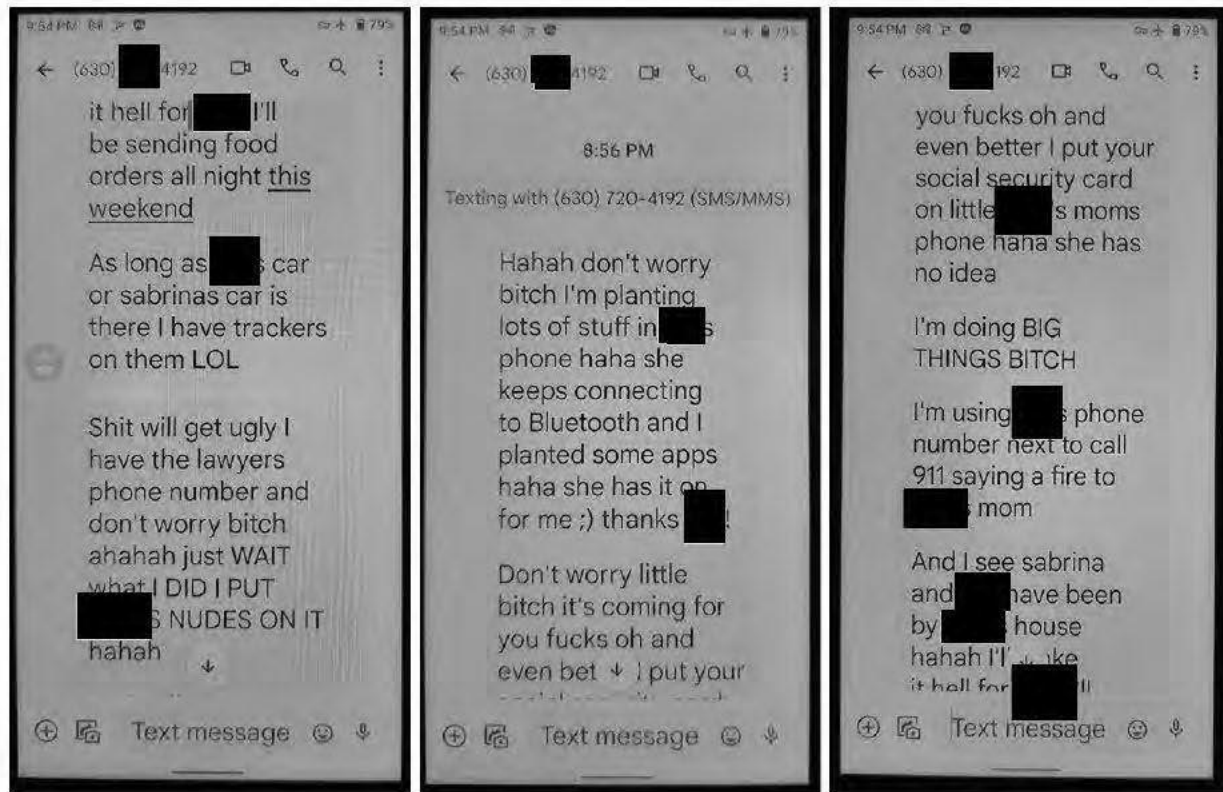 9:54 PM 79%
(630) 4192
it hell for I'll
be sending food
orders all night this
weekend
As long as s car
or sabrinas car is
there I have trackers
on them LOL
Shit will get ugly I
have the lawyers
phone number and
don't worry bitch
ahahah just WAIT
what I DID I PUT
S NUDES ON IT
hahah
Text message
9:54 PM 79%
(630) 4192
8:56 PM
Texting with (630) 720-4192 (SMS/MMS)
Hahah don't worry
bitch I'm planting
lots of stuff in s
phone haha she
keeps connecting
to Bluetooth and I
planted some apps
haha she has it on
for me ;) thanks !
Don't worry little
bitch it's coming for
you fucks oh and
even bet I put your
Text message
9:54 PM 79%
(630) 192
you fucks oh and
even better I put your
social security card
on little 's moms
phone haha she has
no idea
I'm doing BIG
THINGS BITCH
I'm using s phone
number next to call
911 saying a fire to
s mom
And I see sabrina
and have been
by house
hahah I'l ke
it hell for 'll
Text message